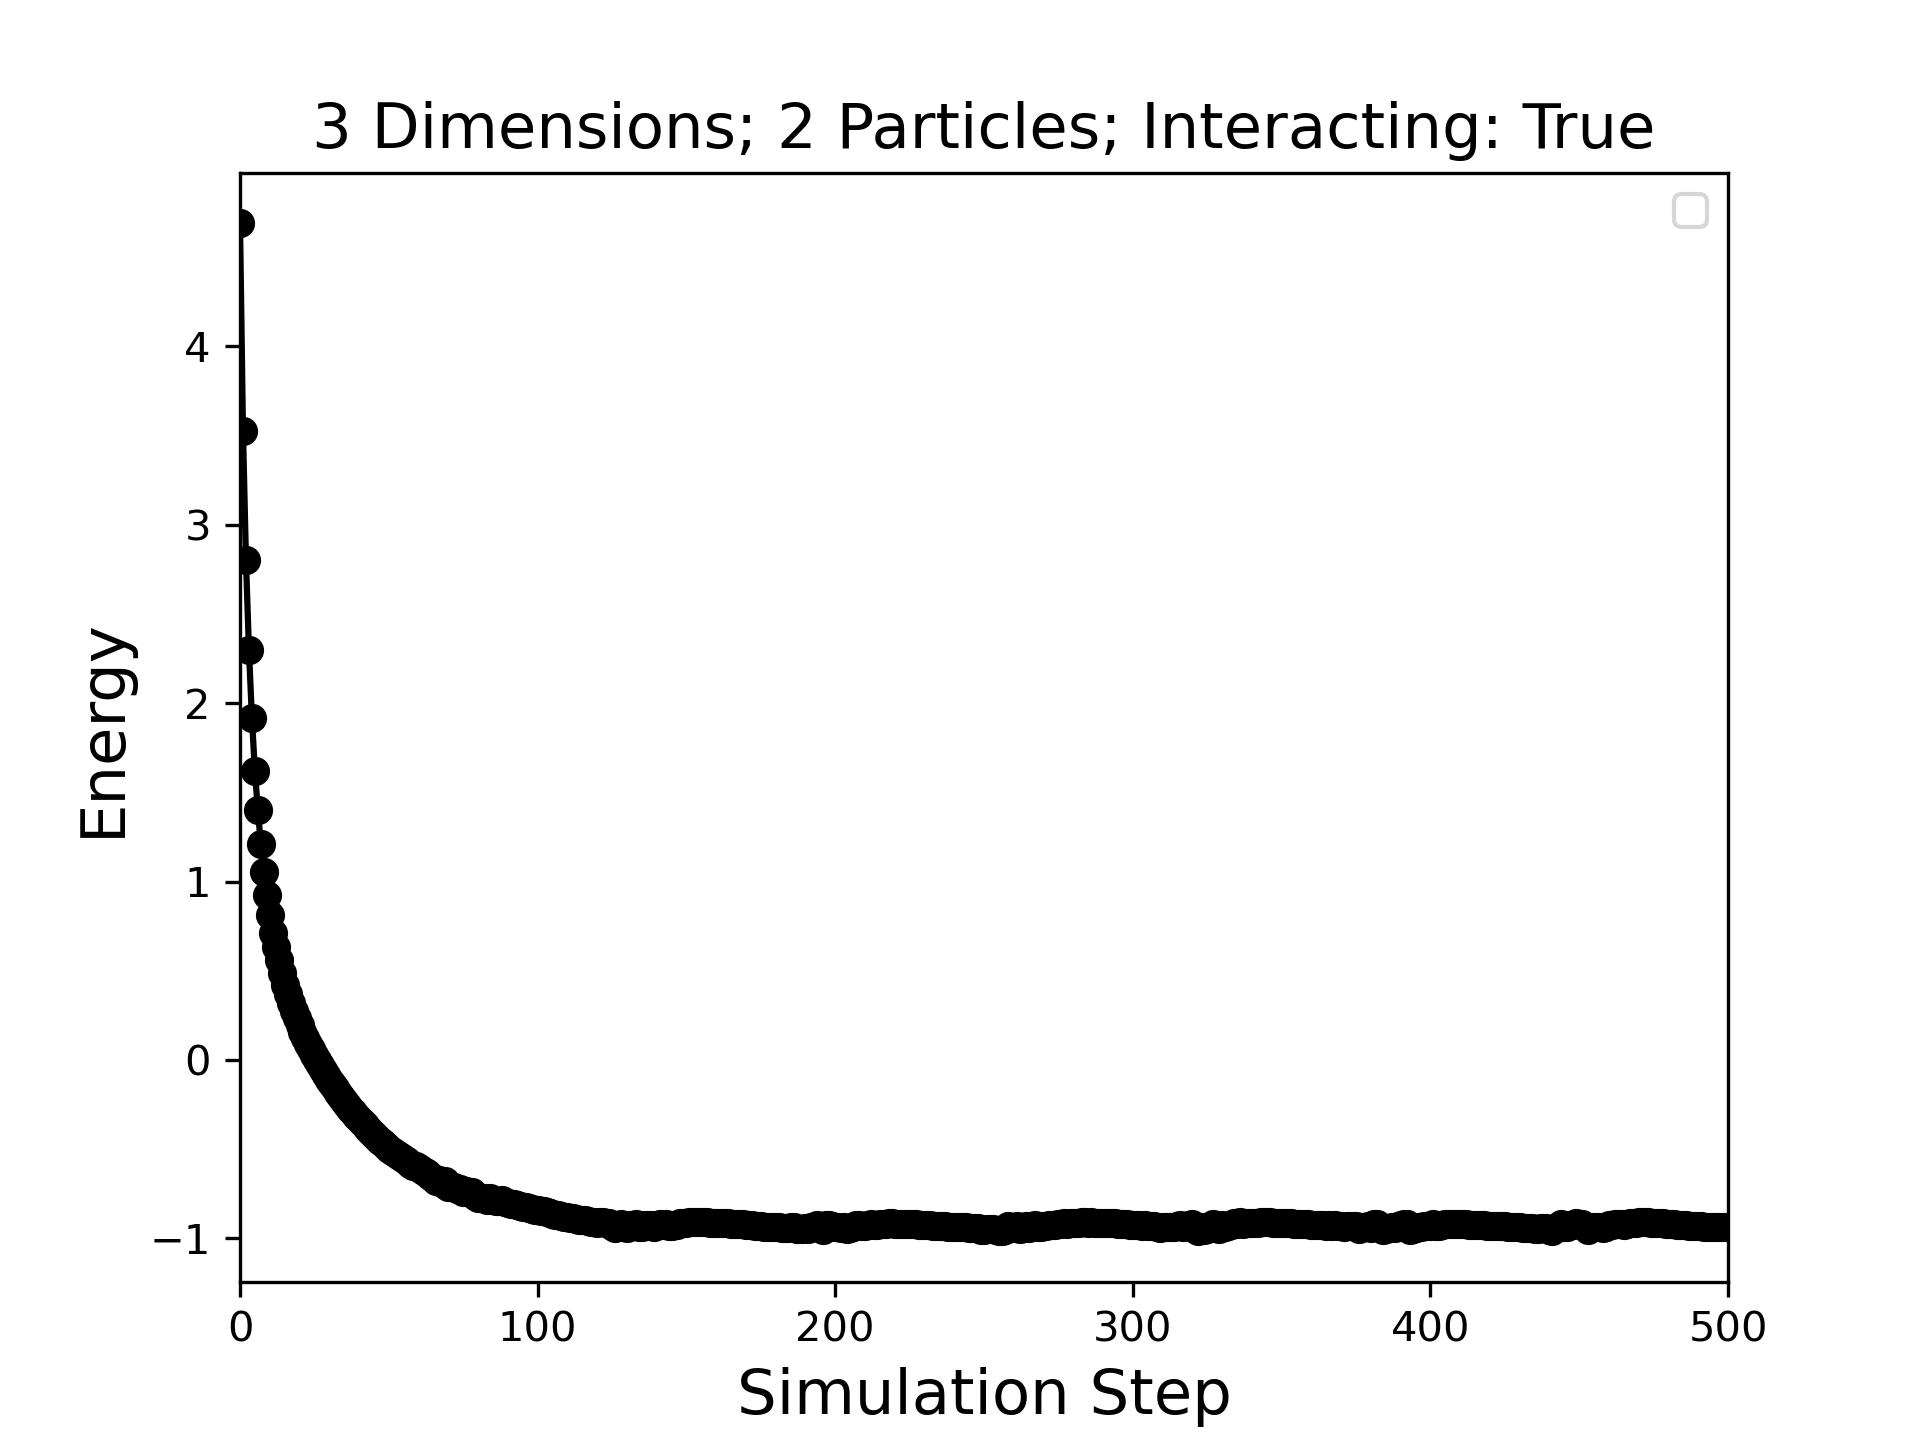 3 Dimensions; 2 Particles; Interacting: True
Energy
4
3
2
1
0
−1
0 100 200 300 400 500
Simulation Step